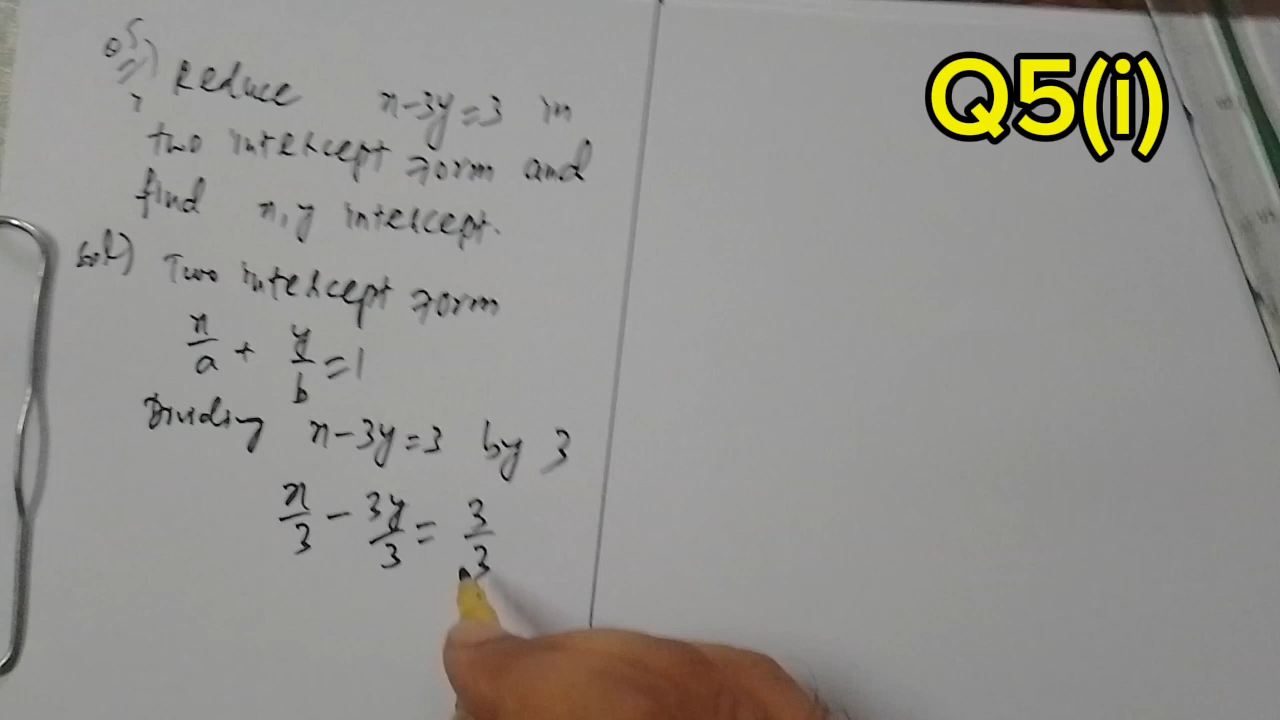 Q5(i)
Q5
i) Reduce x-3y=3 in
two intercept form and
find x, y intercept.
Sol) Two intercept form
x/a + y/b = 1
Dividing x-3y=3 by 3
x/3 - 3y/3 = 3/3